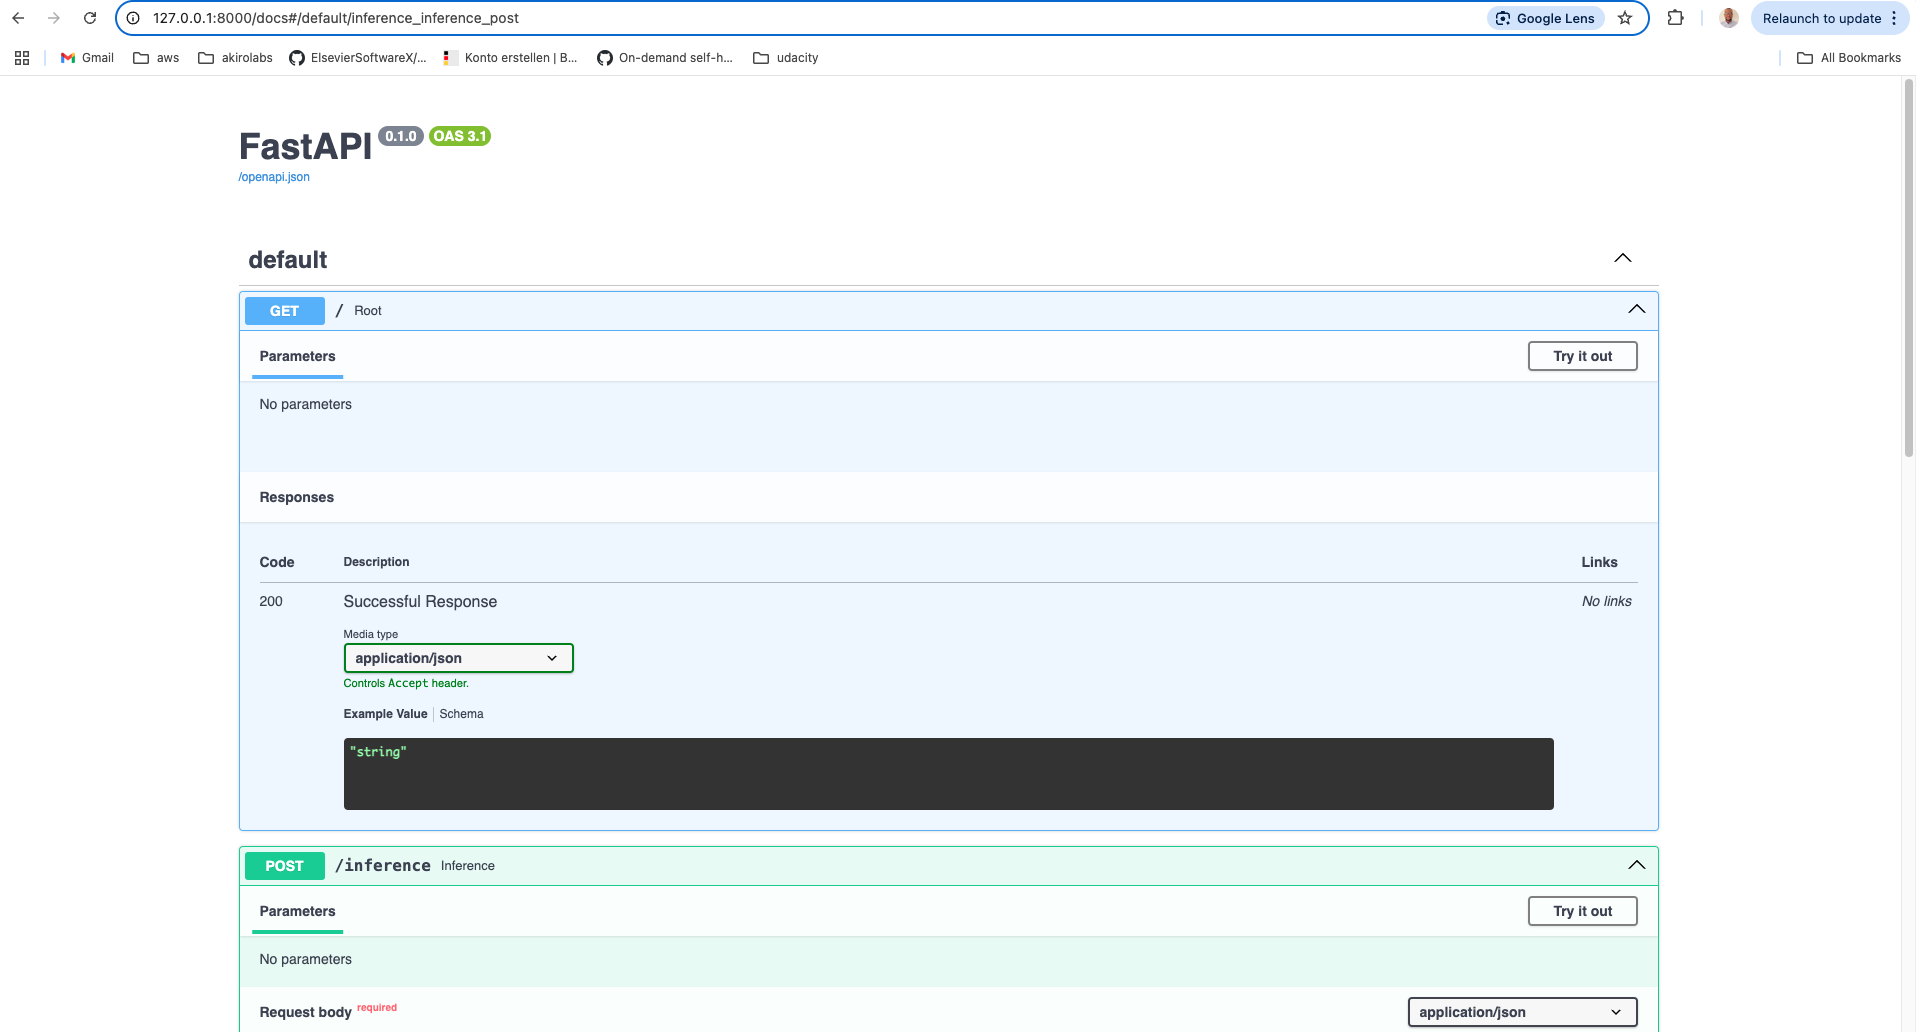 127.0.0.1:8000/docs#/default/inference_inference_post
Google Lens
Relaunch to update
Gmail
aws
akirolabs
ElsevierSoftwareX/...
Konto erstellen | B...
On-demand self-h...
udacity
All Bookmarks
FastAPI 0.1.0 OAS 3.1
/openapi.json
default
GET / Root
Parameters
Try it out
No parameters
Responses
Code Description Links
200 Successful Response No links
Media type
application/json
Controls Accept header.
Example Value Schema
"string"
POST /inference Inference
Parameters
Try it out
No parameters
Request body required
application/json